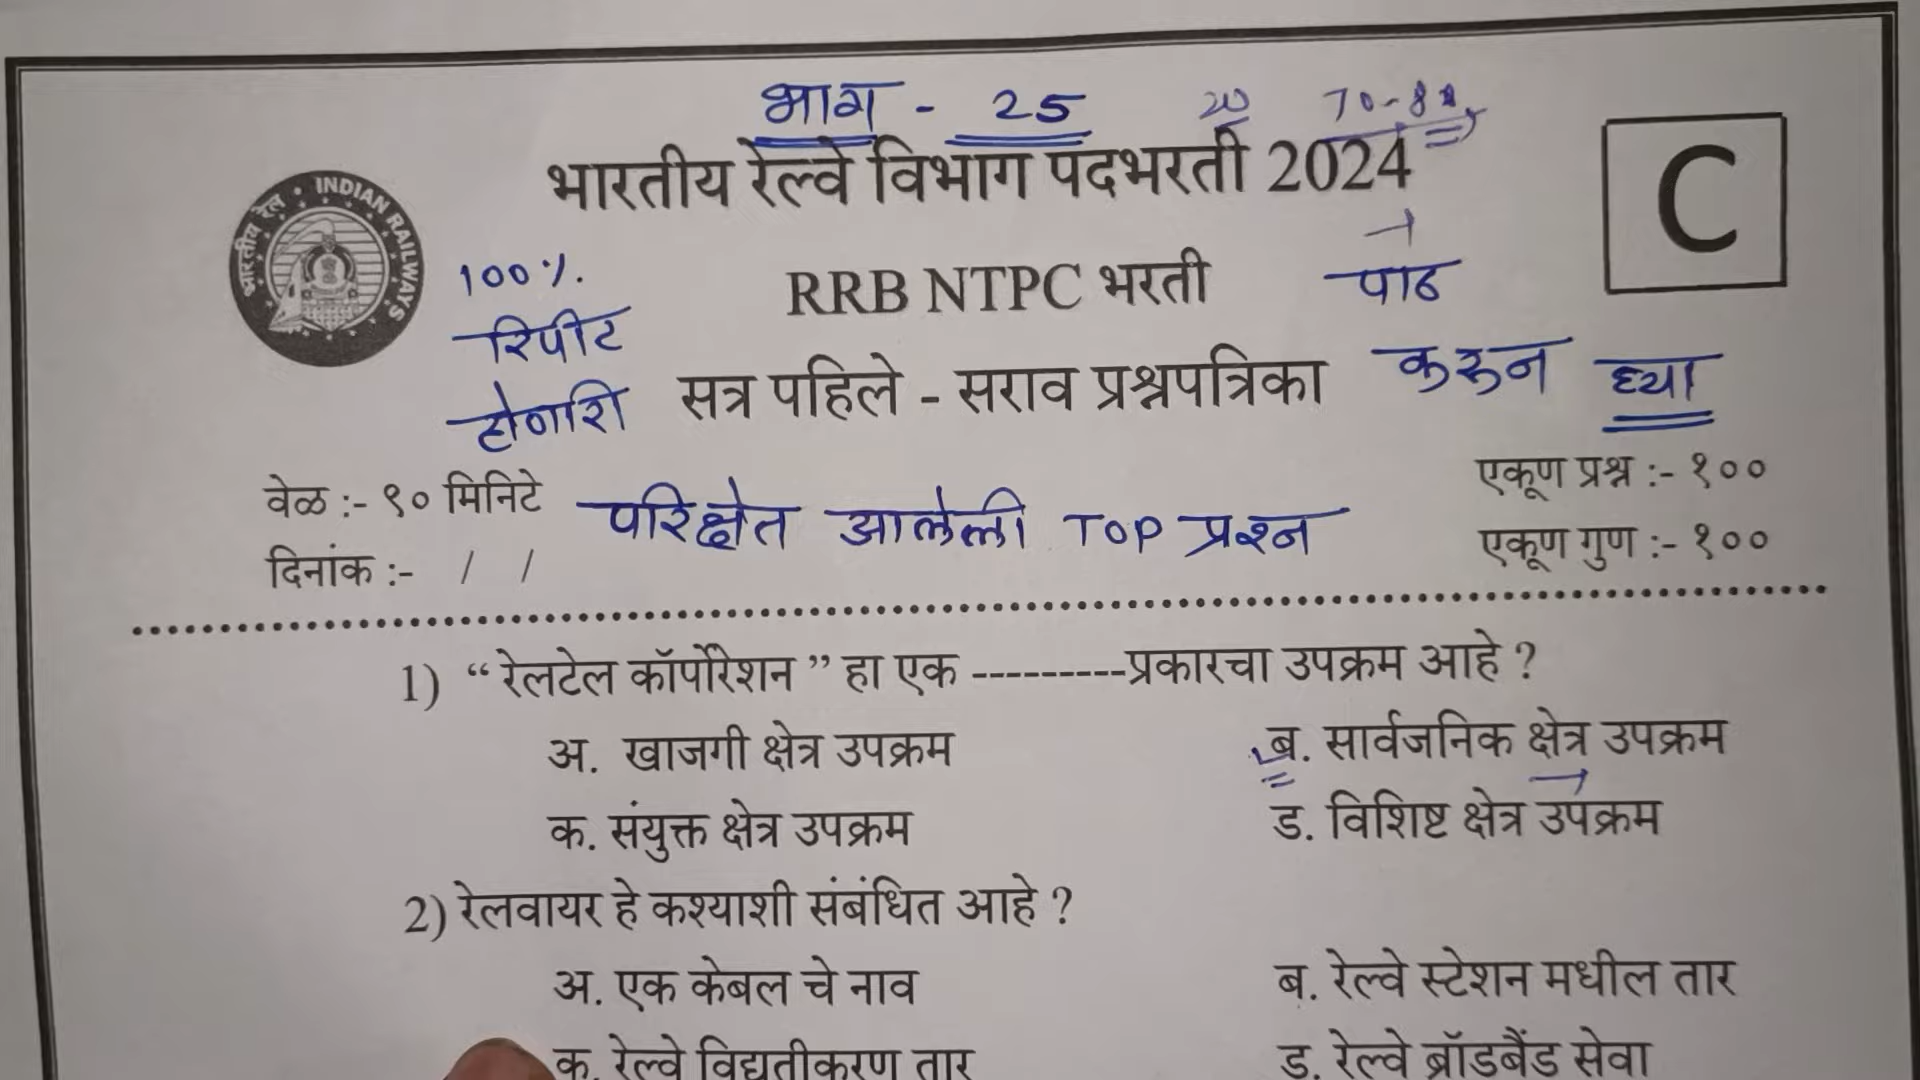 भाग - 25 20 70-8
भारतीय रेल्वे विभाग पदभरती 2024
C
भारतीय रेल • INDIAN RAILWAYS
100%. RRB NTPC भरती पाठ
रिपीट
होणारी सत्र पहिले - सराव प्रश्नपत्रिका करून घ्या
वेळ :- ९० मिनिटे परिक्षेत आलेली TOP प्रश्न एकूण प्रश्न :- १००
दिनांक :- / / एकूण गुण :- १००
1) “ रेलटेल कॉर्पोरेशन ” हा एक ---------प्रकारचा उपक्रम आहे ?
अ. खाजगी क्षेत्र उपक्रम ब. सार्वजनिक क्षेत्र उपक्रम
क. संयुक्त क्षेत्र उपक्रम ड. विशिष्ट क्षेत्र उपक्रम
2) रेलवायर हे कश्याशी संबंधित आहे ?
अ. एक केबल चे नाव ब. रेल्वे स्टेशन मधील तार
क. रेल्वे विद्युतीकरण तार ड. रेल्वे ब्रॉडबैंड सेवा